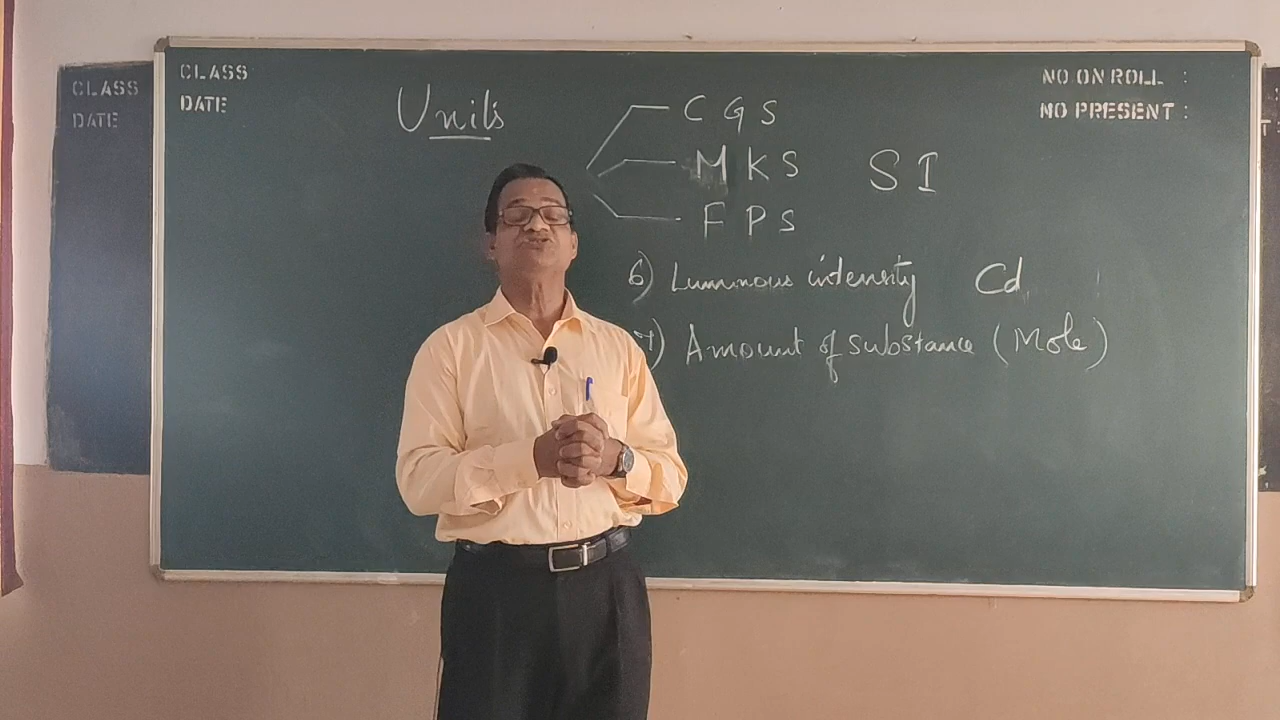 CLASS
DATE
CLASS
DATE
NO ON ROLL :
NO PRESENT :
Units
C G S
M K S
S I
F P S
6) Luminous intensity Cd
7) Amount of substance (Mole)